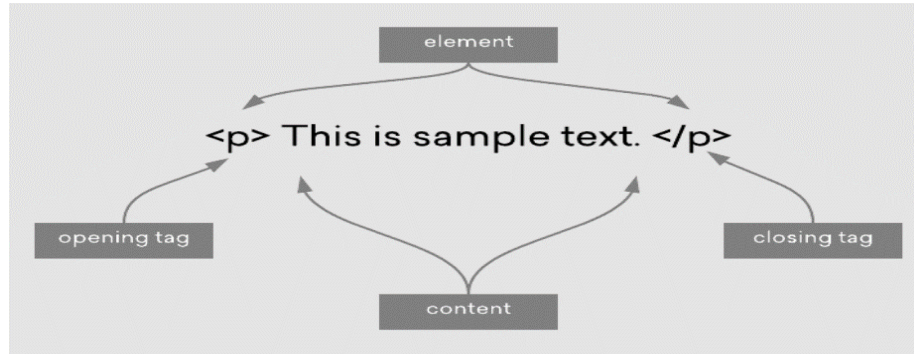 element
<p> This is sample text. </p>
opening tag
closing tag
content